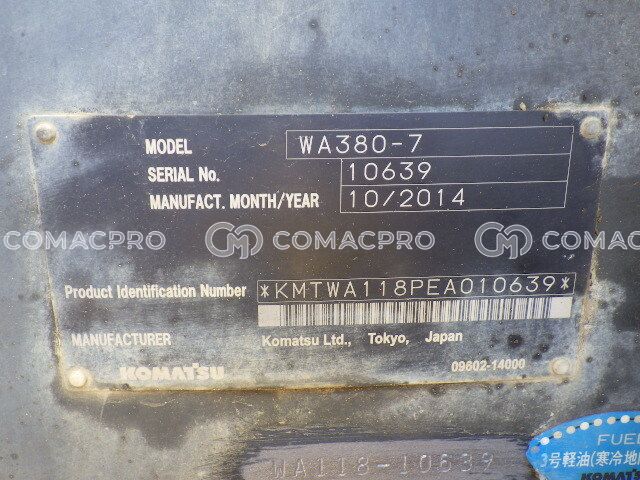 MODEL WA380-7
SERIAL No. 10639
MANUFACT. MONTH/YEAR 10/2014
COMACPRO COMACPRO
Product Identification Number *KMTWA118PEA010639*
MANUFACTURER Komatsu Ltd., Tokyo, Japan
KOMATSU 09602-14000
WA118-10639
FUEL
3号軽油(寒冷地
KOMATSU